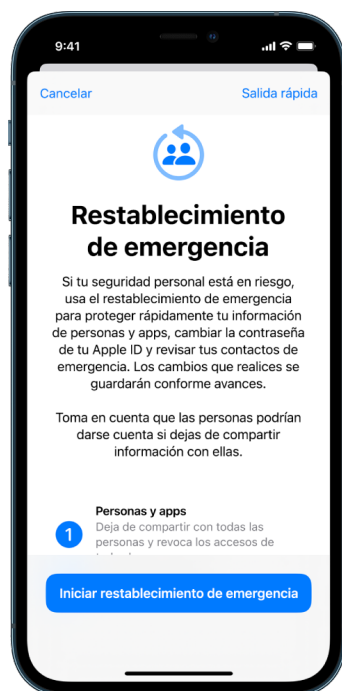 9:41
Cancelar
Salida rápida
Restablecimiento
de emergencia
Si tu seguridad personal está en riesgo,
usa el restablecimiento de emergencia
para proteger rápidamente tu información
de personas y apps, cambiar la contraseña
de tu Apple ID y revisar tus contactos de
emergencia. Los cambios que realices se
guardarán conforme avances.
Toma en cuenta que las personas podrían
darse cuenta si dejas de compartir
información con ellas.
1
Personas y apps
Deja de compartir con todas las
personas y revoca los accesos de
Iniciar restablecimiento de emergencia